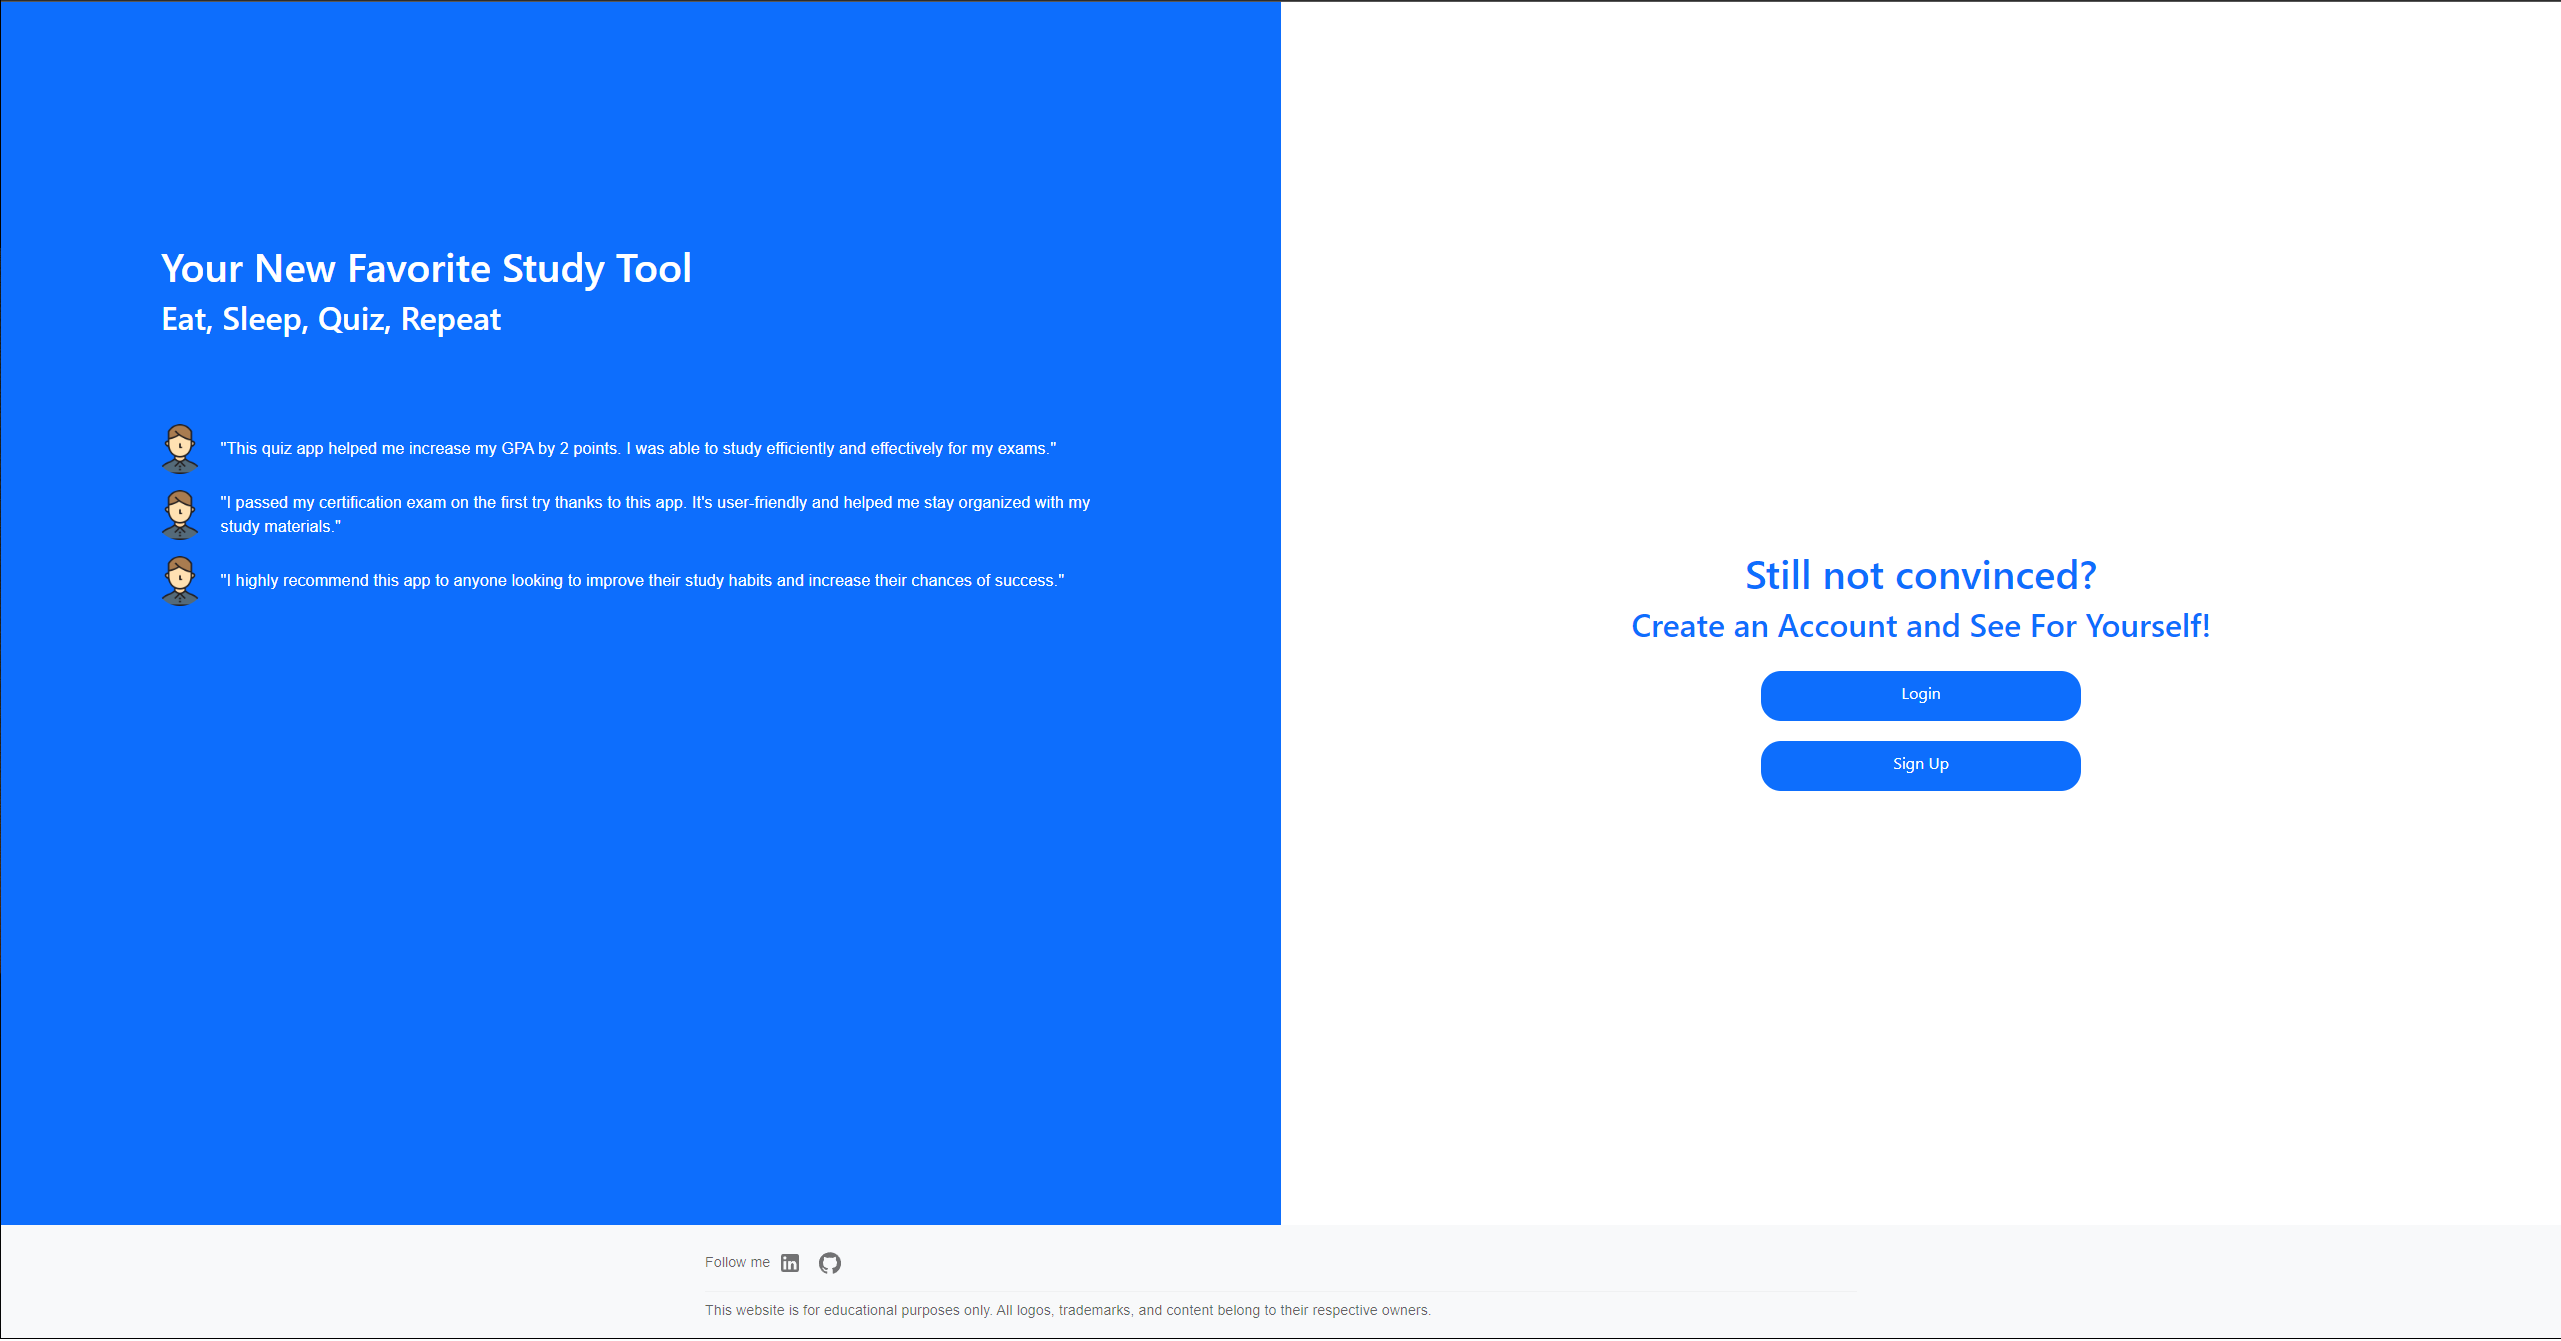 Your New Favorite Study Tool
Eat, Sleep, Quiz, Repeat
"This quiz app helped me increase my GPA by 2 points. I was able to study efficiently and effectively for my exams."
"I passed my certification exam on the first try thanks to this app. It's user-friendly and helped me stay organized with my
study materials."
"I highly recommend this app to anyone looking to improve their study habits and increase their chances of success."
Still not convinced?
Create an Account and See For Yourself!
Login
Sign Up
Follow me
This website is for educational purposes only. All logos, trademarks, and content belong to their respective owners.